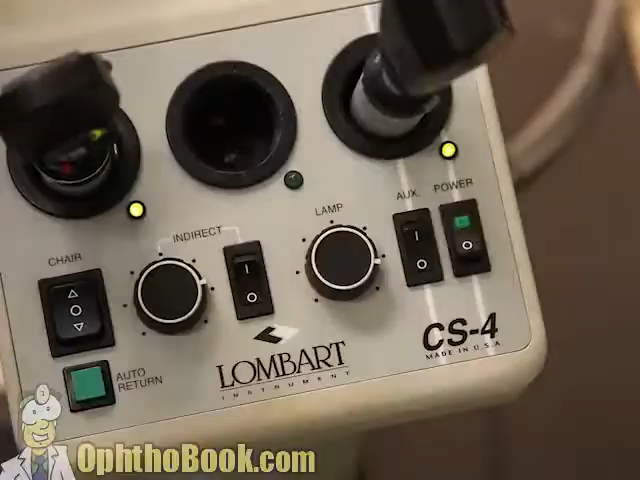 AUX. POWER
LAMP
INDIRECT
CHAIR
I
O
I
O
I
O
O
AUTO
RETURN
LOMBART
INSTRUMENT
CS-4
MADE IN U.S.A
OphthoBook.com